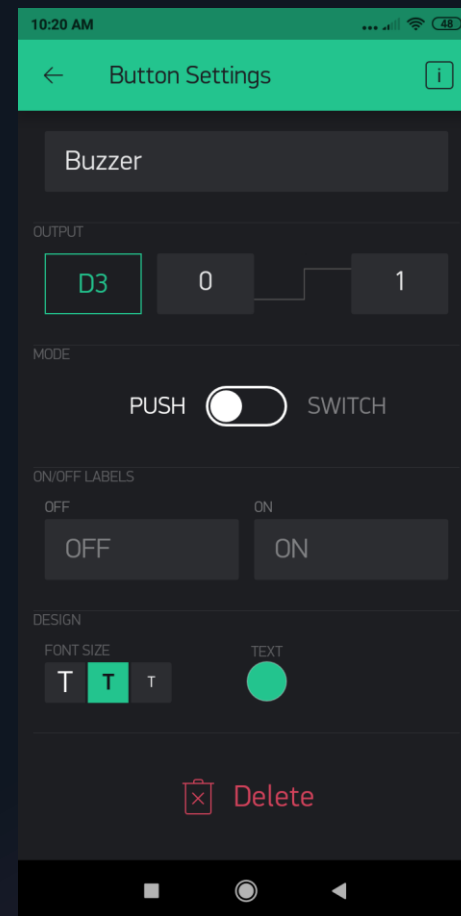 10:20 AM 48
Button Settings i
Buzzer
OUTPUT
D3 0 1
MODE
PUSH SWITCH
ON/OFF LABELS
OFF ON
OFF ON
DESIGN
FONT SIZE TEXT
T T T
Delete